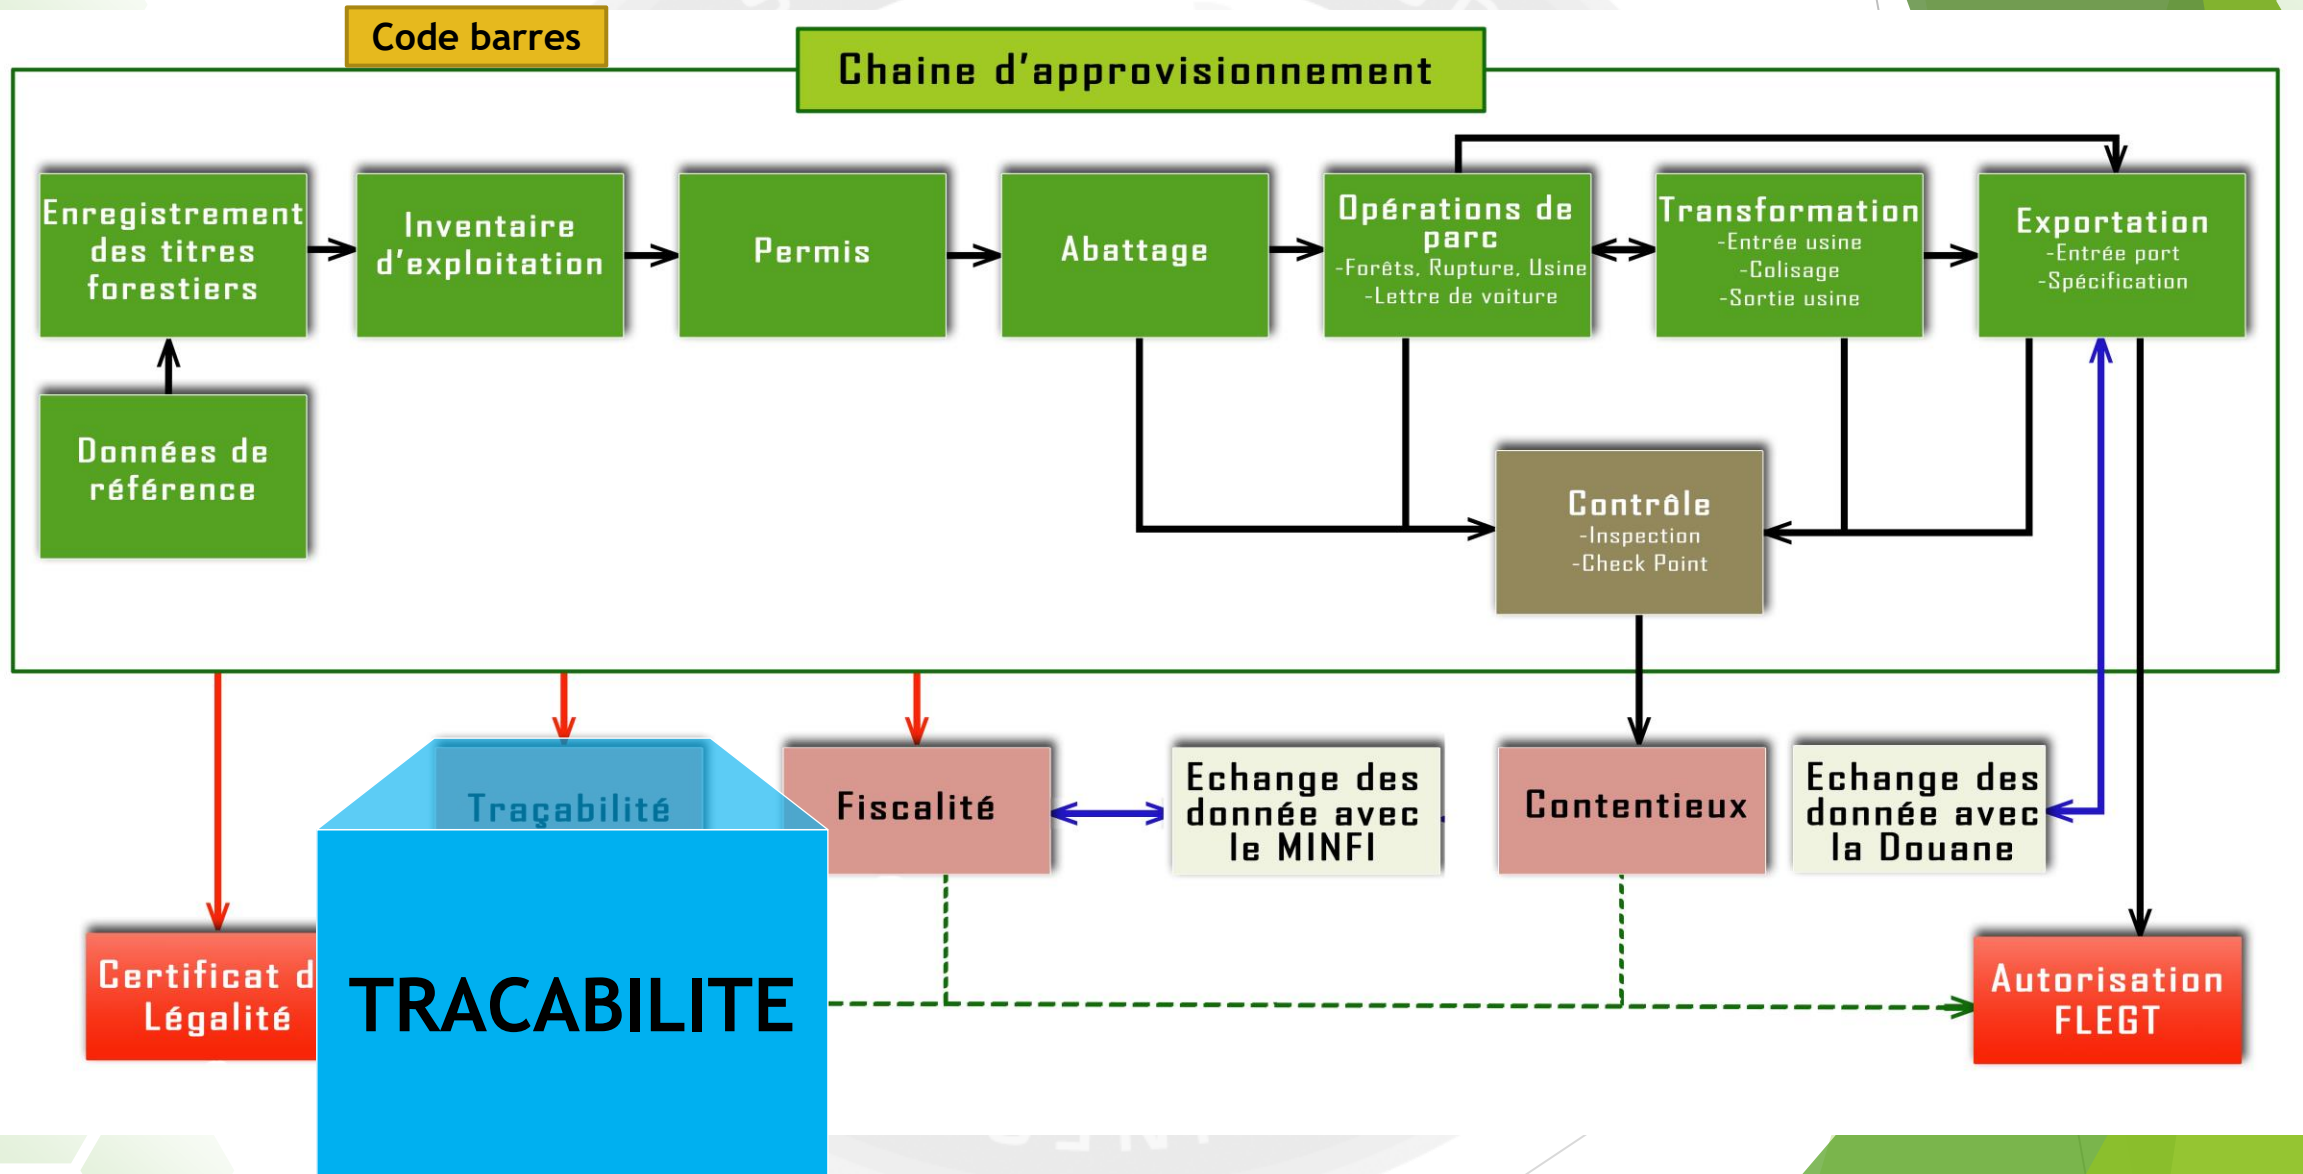 Code barres
Chaine d'approvisionnement
Enregistrement
des titres
forestiers
Inventaire
d'exploitation
Permis
Abattage
Opérations de
parc
-Forêts, Rupture, Usine
-Lettre de voiture
Transformation
-Entrée usine
-Colisage
-Sortie usine
Exportation
-Entrée port
-Spécification
Données de
référence
Contrôle
-Inspection
-Check Point
Traçabilité
Fiscalité
Echange des
donnée avec
le MINFI
Contentieux
Echange des
donnée avec
la Douane
Certificat d
Légalité
TRACABILITE
Autorisation
FLEGT